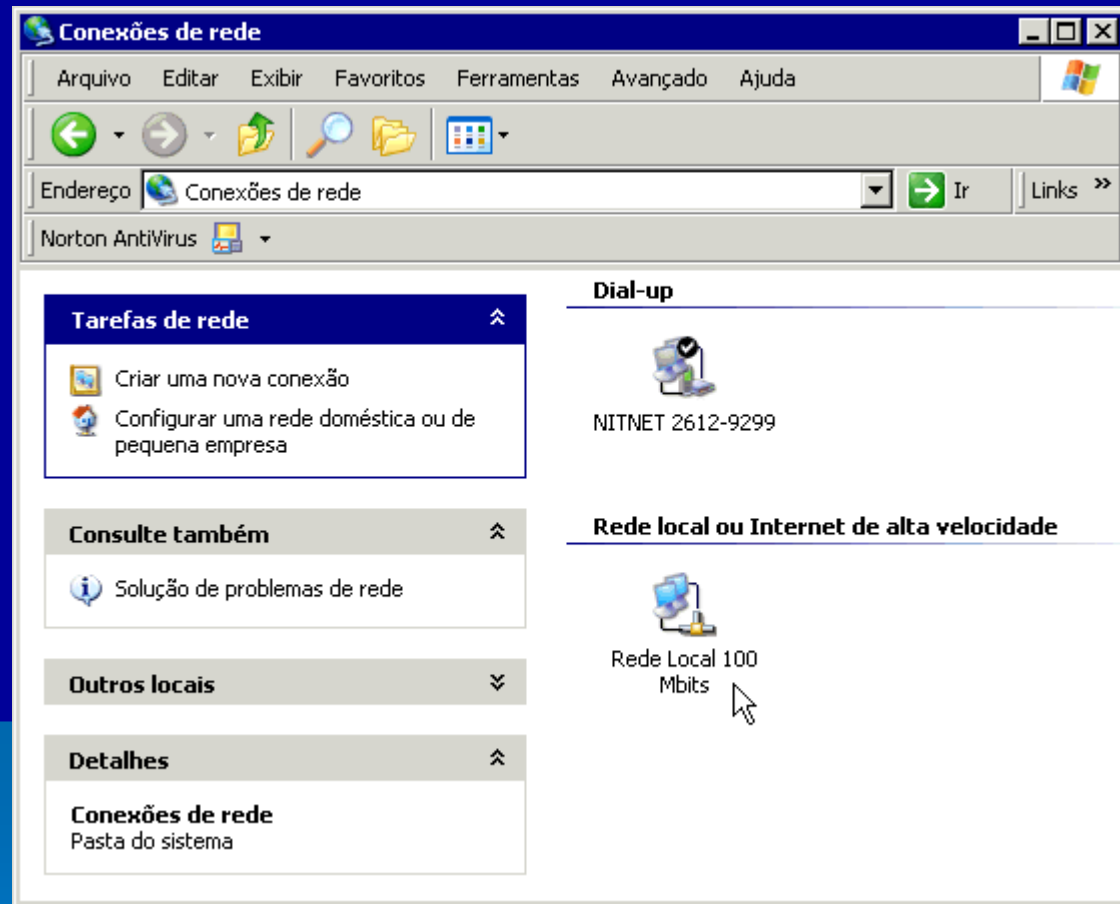 Conexões de rede
Arquivo Editar Exibir Favoritos Ferramentas Avançado Ajuda
Endereço Conexões de rede Ir Links »
Norton AntiVirus
Tarefas de rede
Criar uma nova conexão
Configurar uma rede doméstica ou de
pequena empresa
Consulte também
Solução de problemas de rede
Outros locais
Detalhes
Conexões de rede
Pasta do sistema
Dial-up
NITNET 2612-9299
Rede local ou Internet de alta velocidade
Rede Local 100
Mbits